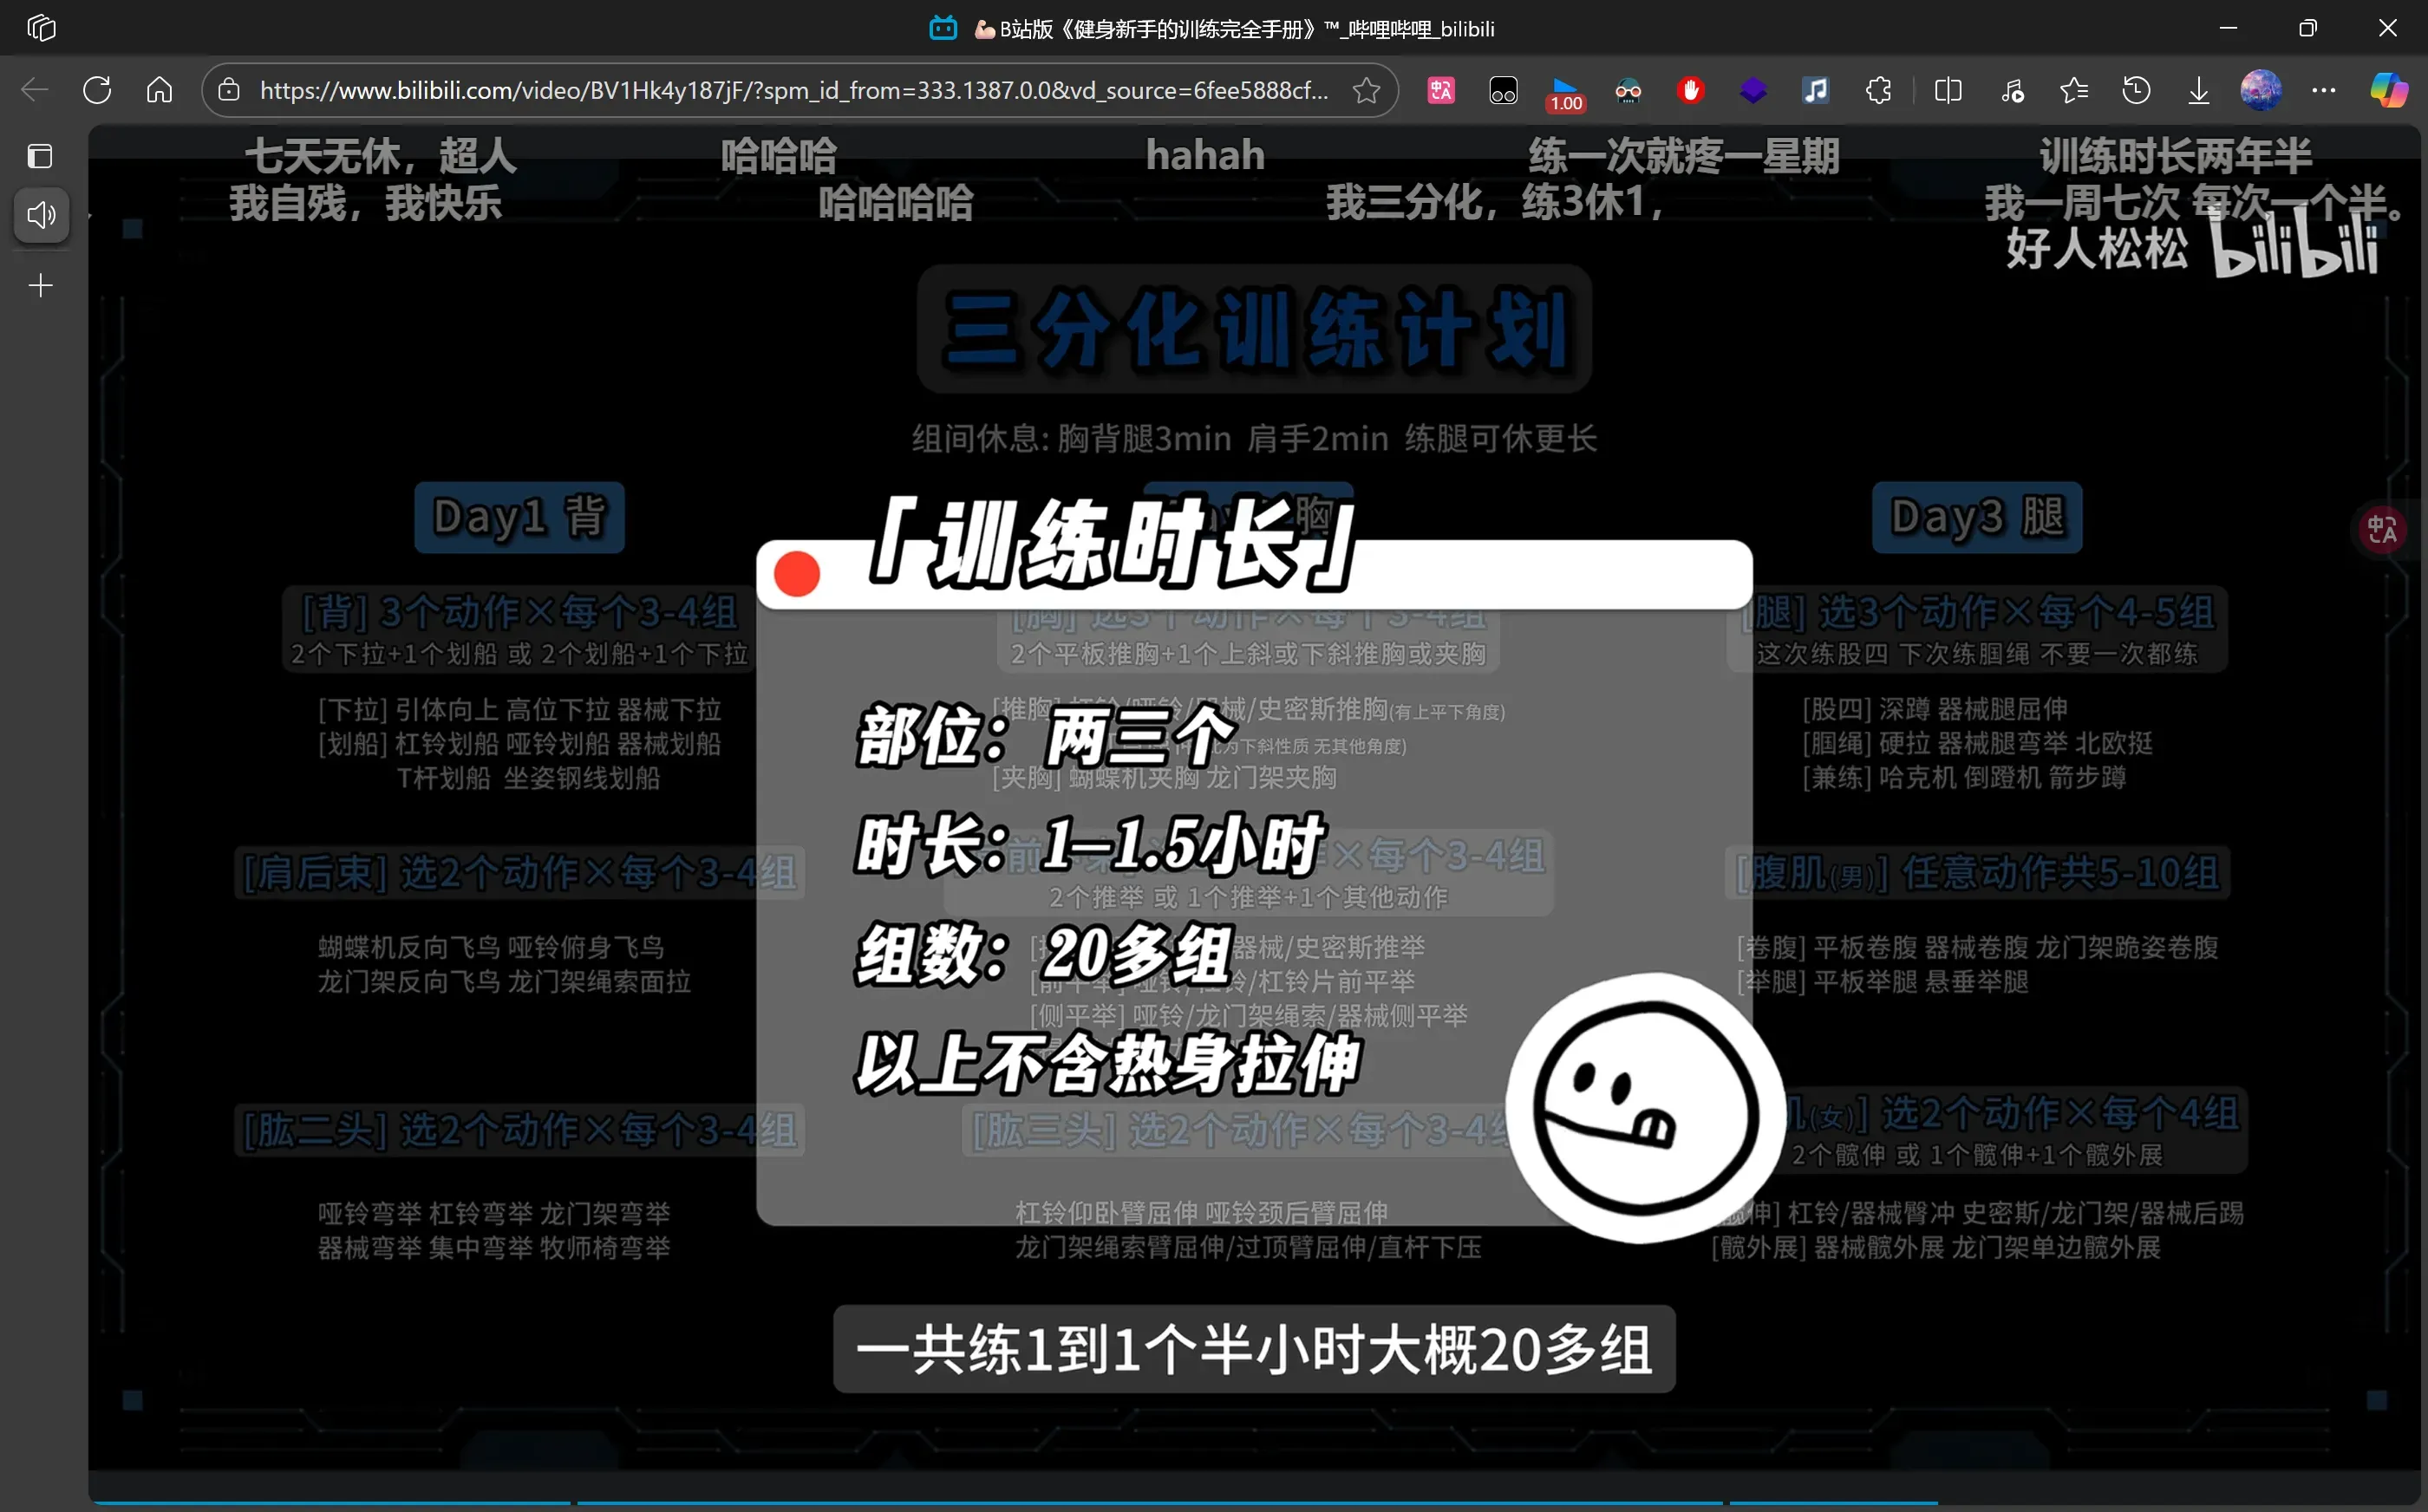 💪🏻B站版《健身新手的训练完全手册》™_哔哩哔哩_bilibili
https://www.bilibili.com/video/BV1Hk4y187jF/?spm_id_from=333.1387.0.0&vd_source=6fee5888cf...
1.00
七天无休，超人
哈哈哈
hahah
练一次就疼一星期
训练时长两年半
我自残，我快乐
哈哈哈哈
我三分化，练3休1，
我一周七次 每次一个半。
好人松松 bilibili
三分化训练计划
组间休息: 胸背腿3min 肩手2min 练腿可休更长
Day1 背
胸
Day3 腿
「训练时长」
[背] 3个动作×每个3-4组
2个下拉+1个划船 或 2个划船+1个下拉
[下拉] 引体向上 高位下拉 器械下拉
[划船] 杠铃划船 哑铃划船 器械划船
T杆划船 坐姿钢线划船
[肩后束] 选2个动作×每个3-4组
蝴蝶机反向飞鸟 哑铃俯身飞鸟
龙门架反向飞鸟 龙门架绳索面拉
[肱二头] 选2个动作×每个3-4组
哑铃弯举 杠铃弯举 龙门架弯举
器械弯举 集中弯举 牧师椅弯举
[胸] 选3个动作×每个3-4组
2个平板推胸+1个上斜或下斜推胸或夹胸
[推胸]
械/史密斯推胸(有上平下角度)
为下斜性质 无其他角度)
[夹胸] 蝴蝶机夹胸 龙门架夹胸
部位：两三个
时长：1—1.5小时
组数：20多组
以上不含热身拉伸
前
×每个3-4组
2个推举 或 1个推举+1个其他动作
器械/史密斯推举
/杠铃片前平举
[侧平举] 哑铃/龙门架绳索/器械侧平举
[肱三头] 选2个动作×每个3-4
杠铃仰卧臂屈伸 哑铃颈后臂屈伸
龙门架绳索臂屈伸/过顶臂屈伸/直杆下压
[腿] 选3个动作×每个4-5组
这次练股四 下次练腘绳 不要一次都练
[股四] 深蹲 器械腿屈伸
[腘绳] 硬拉 器械腿弯举 北欧挺
[兼练] 哈克机 倒蹬机 箭步蹲
[腹肌(男)] 任意动作共5-10组
[卷腹] 平板卷腹 器械卷腹 龙门架跪姿卷腹
[举腿] 平板举腿 悬垂举腿
(女)] 选2个动作×每个4组
2个髋伸 或 1个髋伸+1个髋外展
伸] 杠铃/器械臀冲 史密斯/龙门架/器械后踢
[髋外展] 器械髋外展 龙门架单边髋外展
一共练1到1个半小时大概20多组